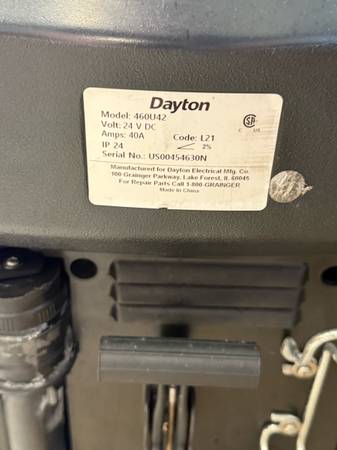 Dayton
Model: 460U42
Volt: 24 V DC
Amps: 40A Code: L21
IP 24 2%
Serial No.: US00454630N
Manufactured for Dayton Electrical Mfg. Co.
100 Grainger Parkway, Lake Forest, IL 60045
For Repair Parts Call 1-800-GRAINGER
Made in China
C US